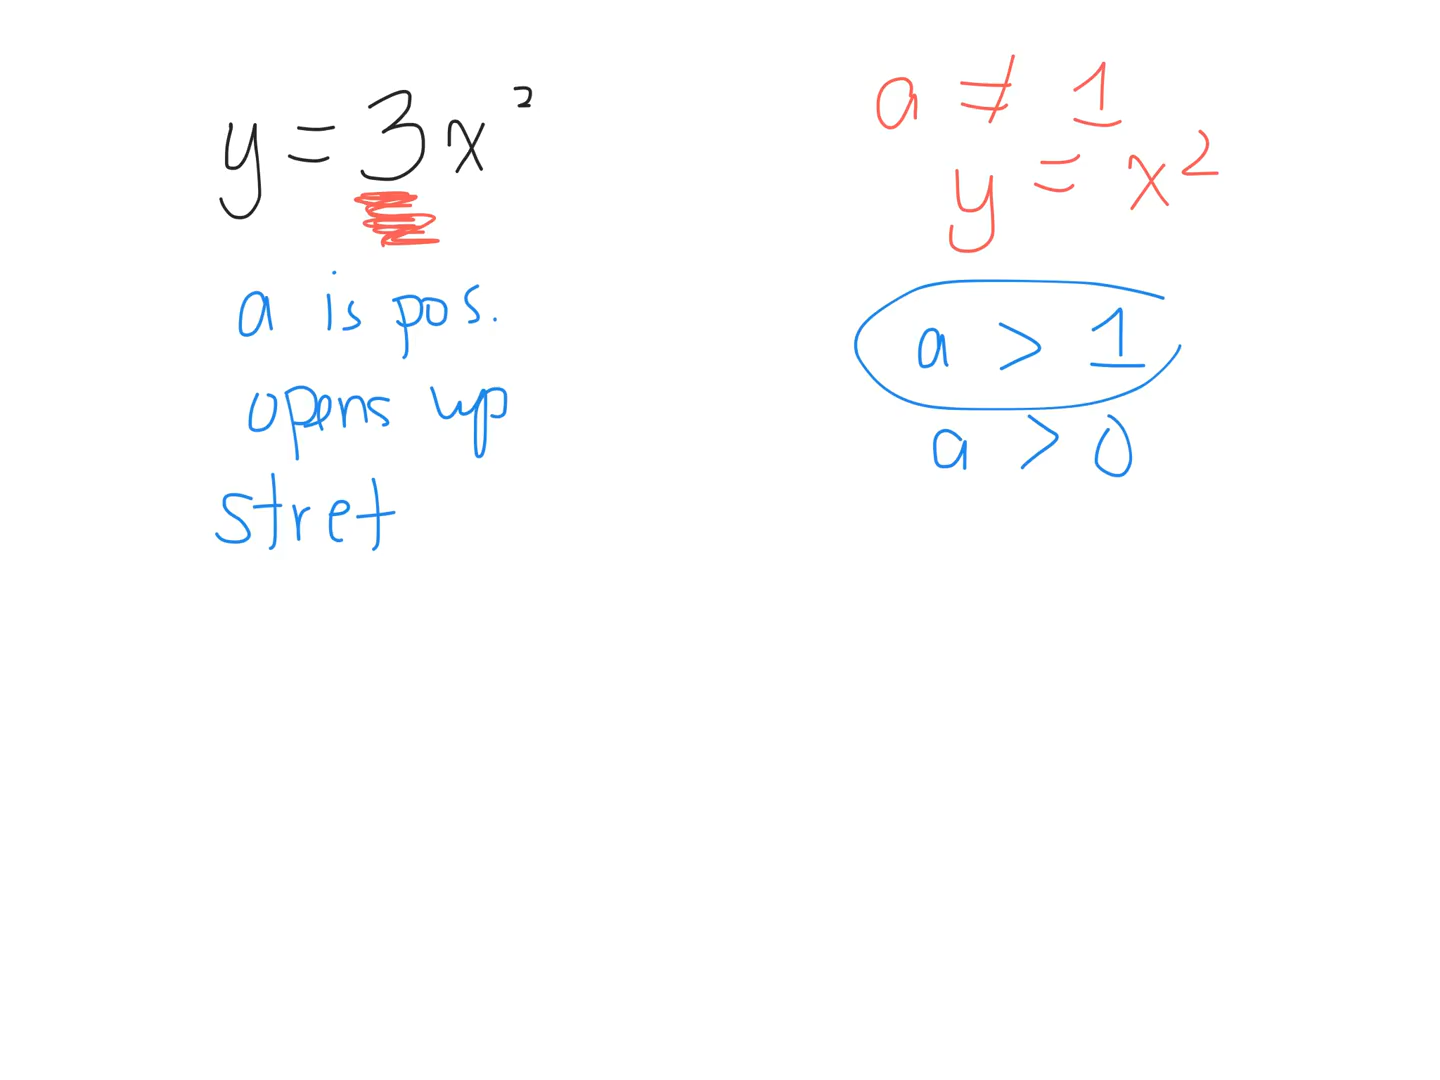 y = 3x²
a is pos.
opens up
stret
a ≠ 1
y = x²
a > 1
a > 0